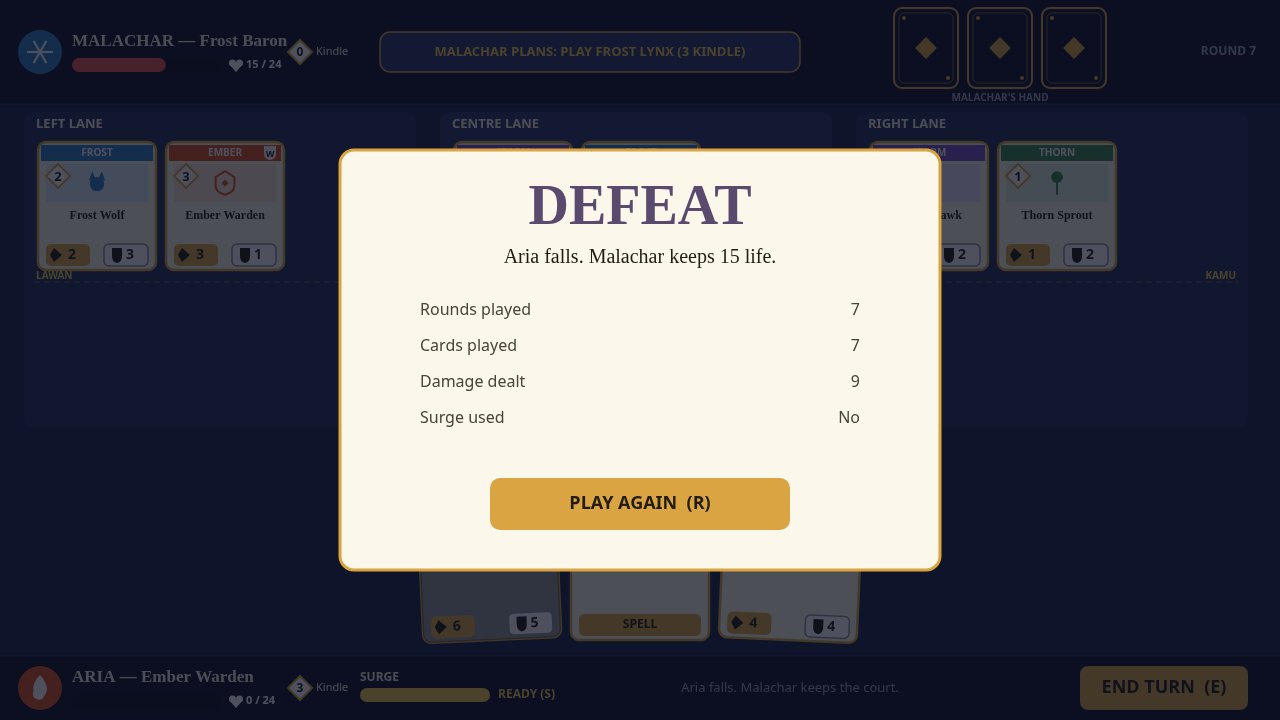 MALACHAR — Frost Baron
15 / 24
0 Kindle
MALACHAR PLANS: PLAY FROST LYNX (3 KINDLE)
MALACHAR'S HAND
ROUND 7
LEFT LANE
CENTRE LANE
RIGHT LANE
FROST
2
Frost Wolf
2 3
EMBER W
3
Ember Warden
3 1
2
THORN
1
Thorn Sprout
1 2
LAWAN
KAMU
DEFEAT
Aria falls. Malachar keeps 15 life.
Rounds played 7
Cards played 7
Damage dealt 9
Surge used No
PLAY AGAIN (R)
6 5
SPELL
4 4
ARIA — Ember Warden
0 / 24
3 Kindle
SURGE
READY (S)
Aria falls. Malachar keeps the court.
END TURN (E)